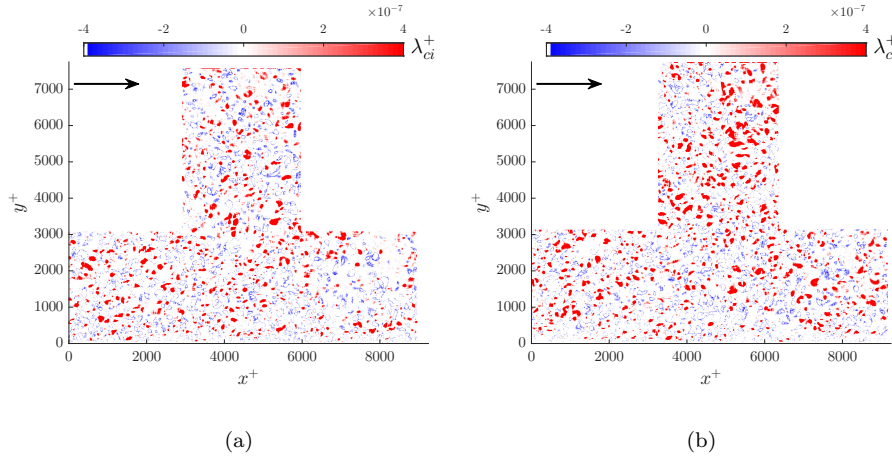 ×10⁻⁷ ×10⁻⁷
-4 -2 0 2 4 λ⁺ci -4 -2 0 2 4 λ⁺c
7000 7000
6000 6000
5000 5000
y⁺ 4000 y⁺ 4000
3000 3000
2000 2000
1000 1000
0 0
0 2000 4000 6000 8000 0 2000 4000 6000 8000
x⁺ x⁺
(a) (b)